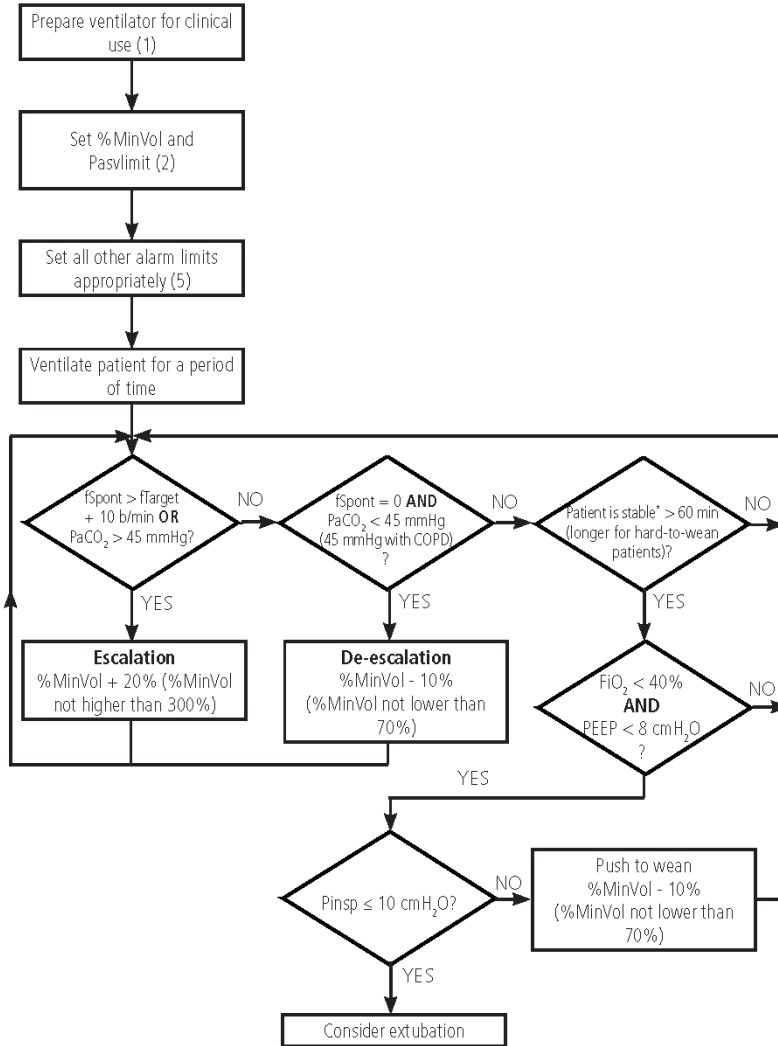 Prepare ventilator for clinical
use (1)
Set %MinVol and
Pasvlimit (2)
Set all other alarm limits
appropriately (5)
Ventilate patient for a period
of time
fSpont > fTarget
+ 10 b/min OR
PaCO₂ > 45 mmHg?
NO
fSpont = 0 AND
PaCO₂ < 45 mmHg
(45 mmHg with COPD)
?
NO
Patient is stable* > 60 min
(longer for hard-to-wean
patients)?
NO
YES
YES
YES
Escalation
%MinVol + 20% (%MinVol
not higher than 300%)
De-escalation
%MinVol - 10%
(%MinVol not lower than
70%)
FiO₂ < 40%
AND
PEEP < 8 cmH₂O
?
NO
YES
Pinsp ≤ 10 cmH₂O?
NO
Push to wean
%MinVol - 10%
(%MinVol not lower than
70%)
YES
Consider extubation